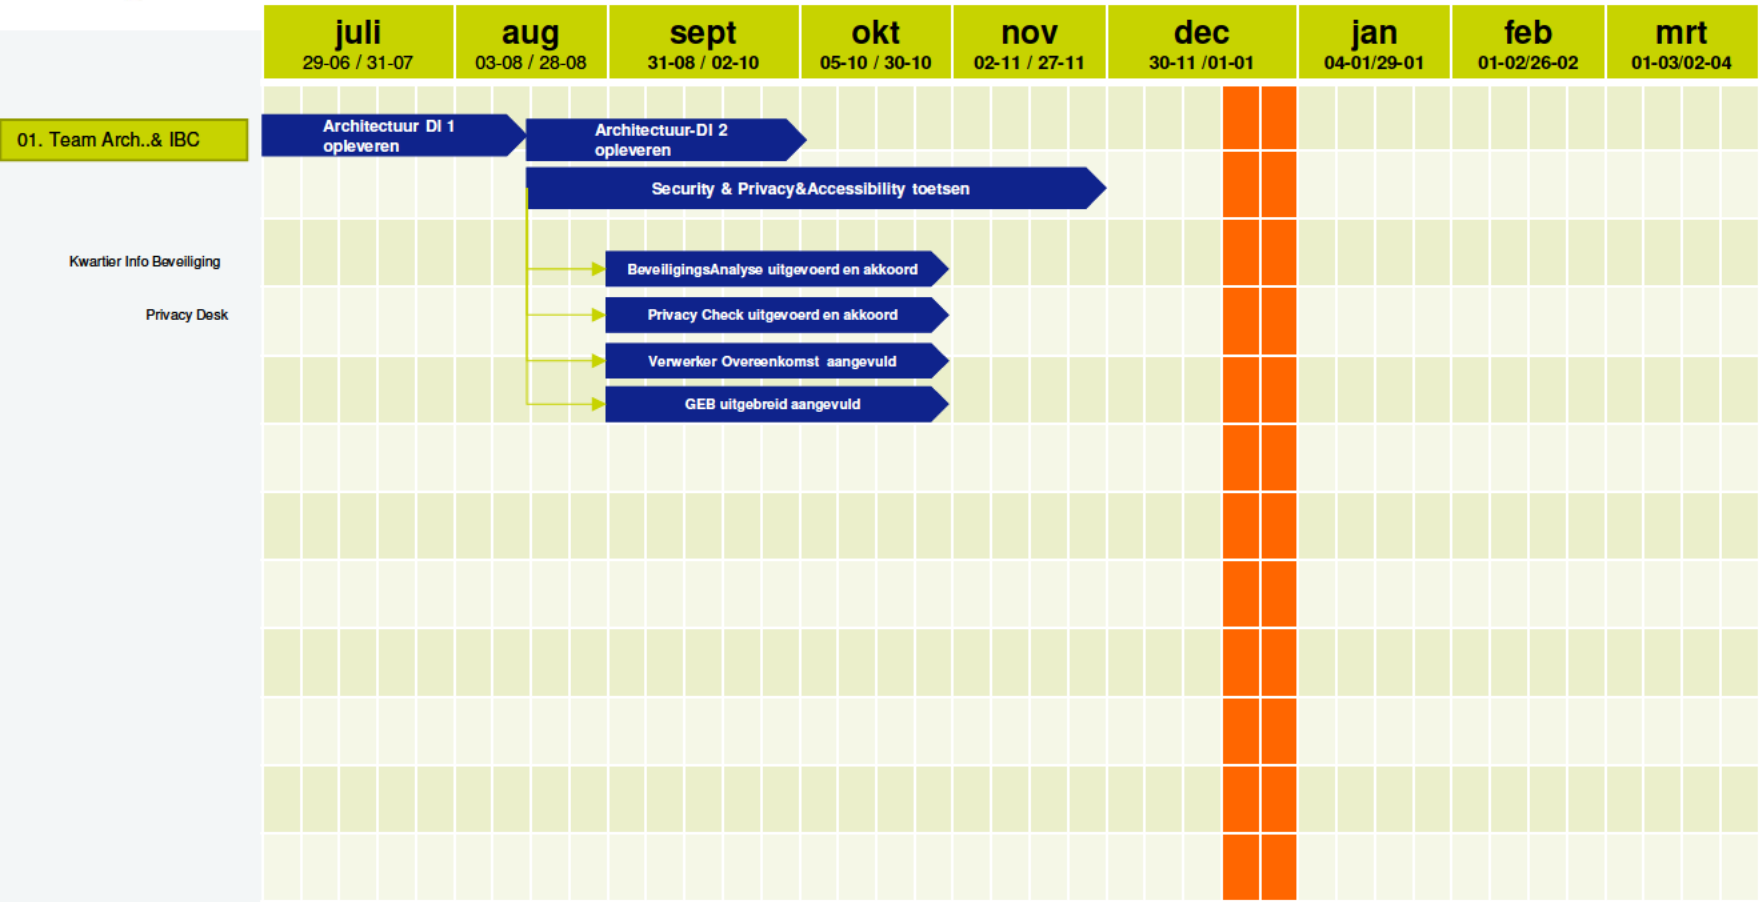 juli
29-06 / 31-07
aug
03-08 / 28-08
sept
31-08 / 02-10
okt
05-10 / 30-10
nov
02-11 / 27-11
dec
30-11 /01-01
jan
04-01/29-01
feb
01-02/26-02
mrt
01-03/02-04
01. Team Arch..& IBC
Architectuur DI 1
opleveren
Architectuur-DI 2
opleveren
Security & Privacy&Accessibility toetsen
Kwartier Info Beveiliging
BeveiligingsAnalyse uitgevoerd en akkoord
Privacy Desk
Privacy Check uitgevoerd en akkoord
Verwerker Overeenkomst aangevuld
GEB uitgebreid aangevuld